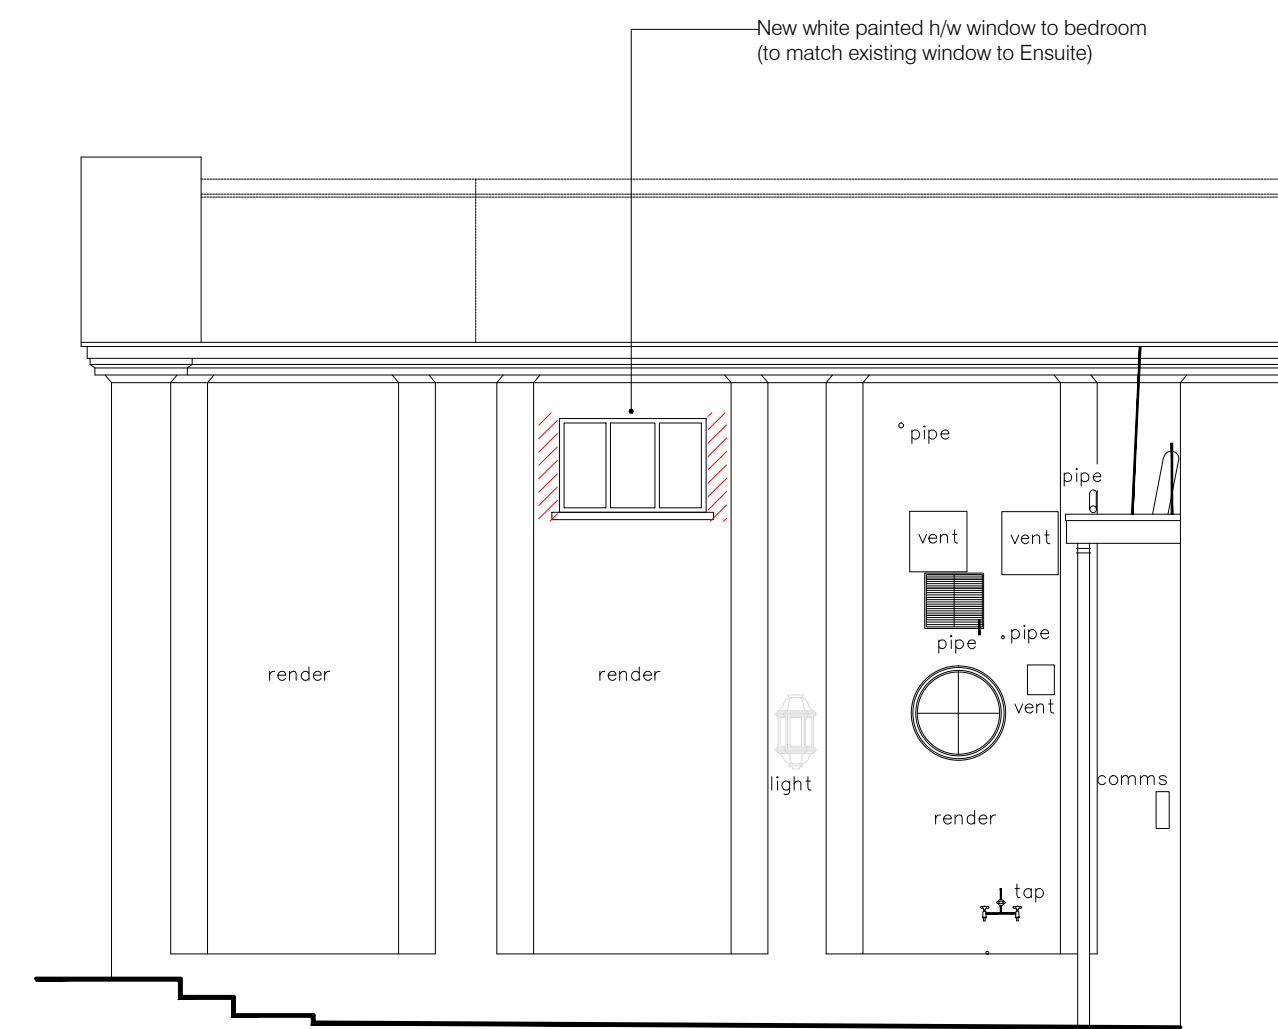 New white painted h/w window to bedroom
(to match existing window to Ensuite)
pipe
pipe
vent
vent
pipe
pipe
render
render
vent
light
comms
render
tap